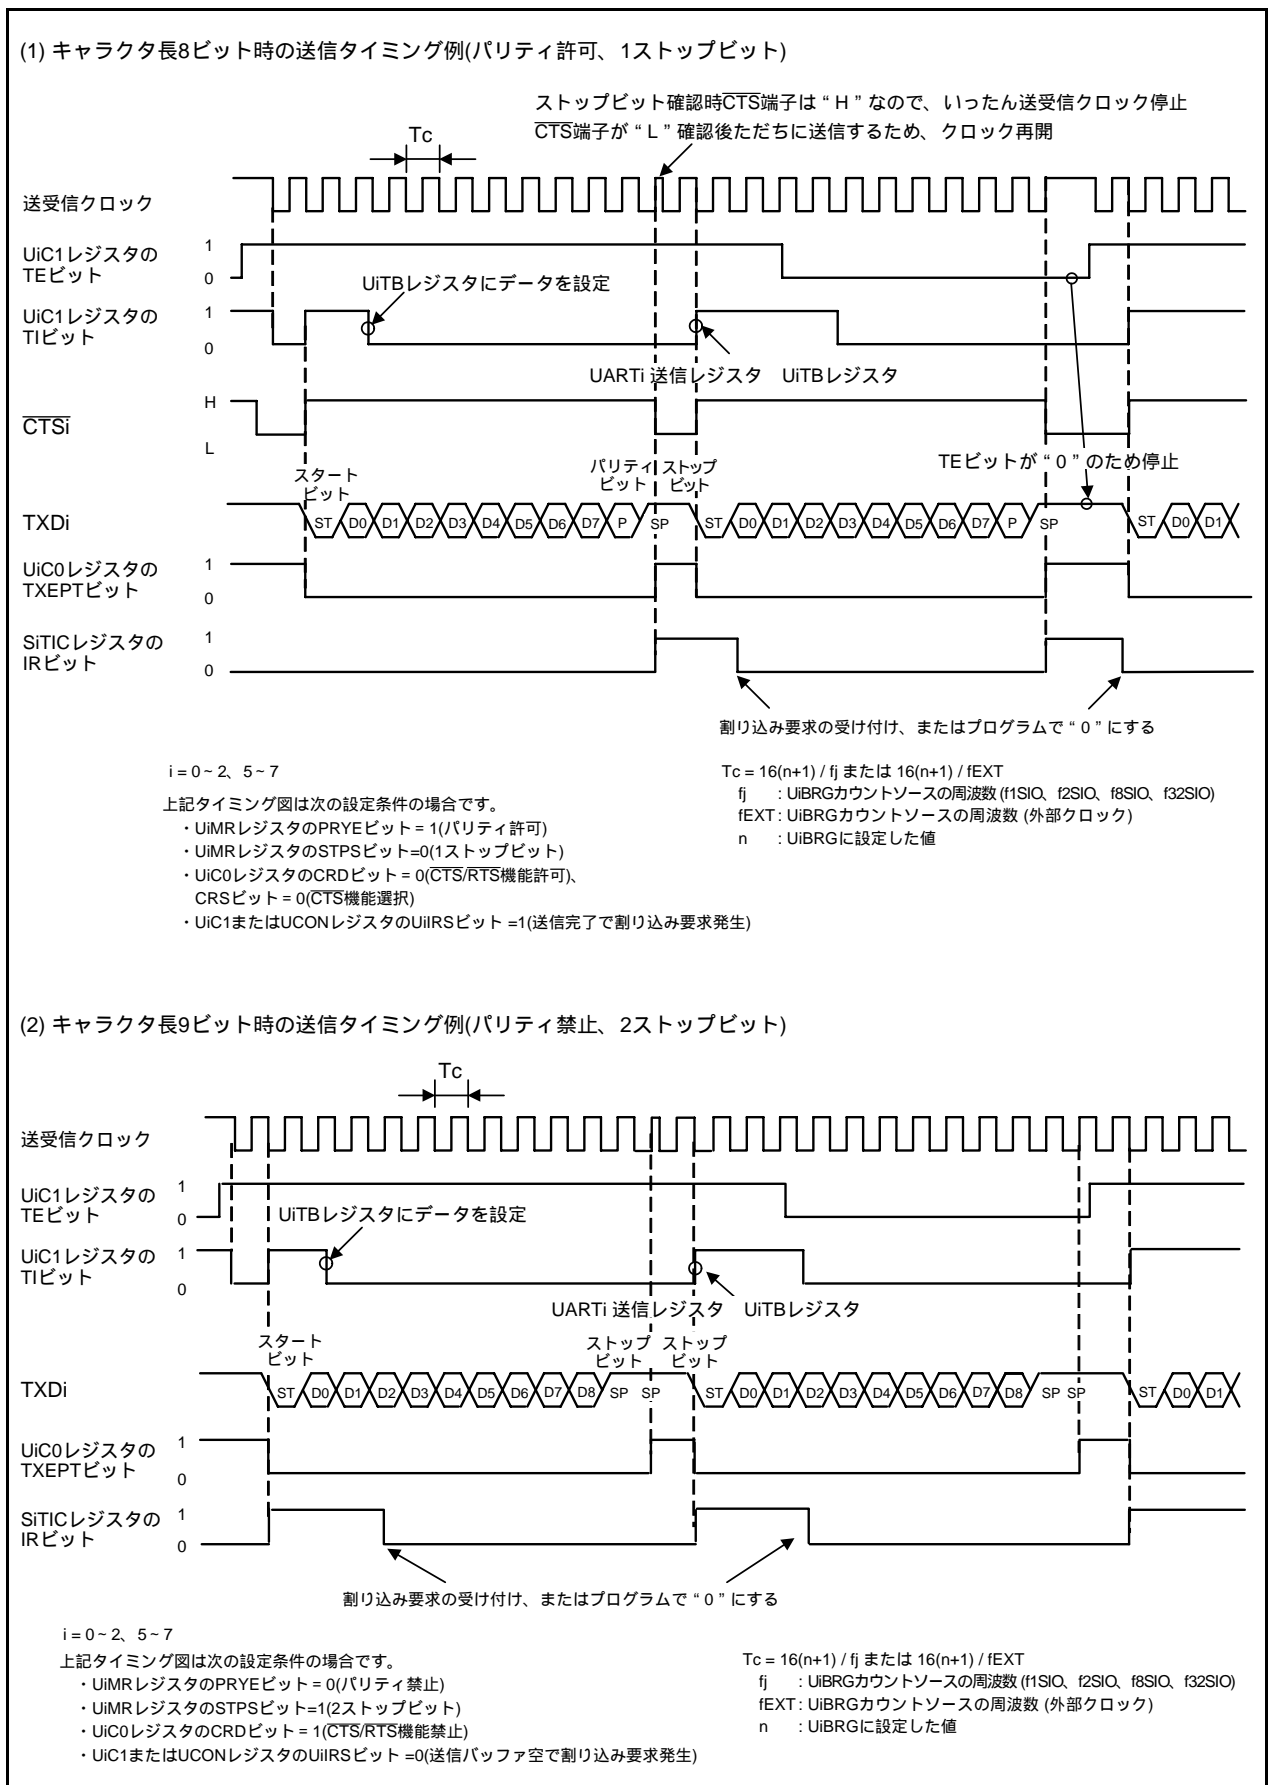 (1) キャラクタ長8ビット時の送信タイミング例(パリティ許可、1ストップビット)
ストップビット確認時CTS端子は“H”なので、いったん送受信クロック停止
CTS端子が“L”確認後ただちに送信するため、クロック再開
Tc
送受信クロック
UiC1レジスタの
TEビット
1
0
UiTBレジスタにデータを設定
UiC1レジスタの
TIビット
1
0
UARTi 送信レジスタ UiTBレジスタ
CTSi
H
L
TEビットが“0”のため停止
スタート
ビット
パリティ
ビット
ストップ
ビット
TXDi
ST D0 D1 D2 D3 D4 D5 D6 D7 P SP ST D0 D1 D2 D3 D4 D5 D6 D7 P SP ST D0 D1
UiC0レジスタの
TXEPTビット
1
0
SiTICレジスタの
IRビット
1
0
割り込み要求の受け付け、またはプログラムで“0”にする
i = 0 ~ 2、5 ~ 7
上記タイミング図は次の設定条件の場合です。
・UiMRレジスタのPRYEビット = 1(パリティ許可)
・UiMRレジスタのSTPSビット=0(1ストップビット)
・UiC0レジスタのCRDビット = 0(CTS/RTS機能許可)、
CRSビット = 0(CTS機能選択)
・UiC1またはUCONレジスタのUiIRSビット =1(送信完了で割り込み要求発生)
Tc = 16(n+1) / fj または 16(n+1) / fEXT
fj : UiBRGカウントソースの周波数 (f1SIO、f2SIO、f8SIO、f32SIO)
fEXT : UiBRGカウントソースの周波数 (外部クロック)
n : UiBRGに設定した値
(2) キャラクタ長9ビット時の送信タイミング例(パリティ禁止、2ストップビット)
Tc
送受信クロック
UiC1レジスタの
TEビット
1
0
UiTBレジスタにデータを設定
UiC1レジスタの
TIビット
1
0
UARTi 送信レジスタ UiTBレジスタ
スタート
ビット
ストップ
ビット
ストップ
ビット
TXDi
ST D0 D1 D2 D3 D4 D5 D6 D7 D8 SP SP ST D0 D1 D2 D3 D4 D5 D6 D7 D8 SP SP ST D0 D1
UiC0レジスタの
TXEPTビット
1
0
SiTICレジスタの
IRビット
1
0
割り込み要求の受け付け、またはプログラムで“0”にする
i = 0 ~ 2、5 ~ 7
上記タイミング図は次の設定条件の場合です。
・UiMRレジスタのPRYEビット = 0(パリティ禁止)
・UiMRレジスタのSTPSビット=1(2ストップビット)
・UiC0レジスタのCRDビット = 1(CTS/RTS機能禁止)
・UiC1またはUCONレジスタのUiIRSビット =0(送信バッファ空で割り込み要求発生)
Tc = 16(n+1) / fj または 16(n+1) / fEXT
fj : UiBRGカウントソースの周波数 (f1SIO、f2SIO、f8SIO、f32SIO)
fEXT : UiBRGカウントソースの周波数 (外部クロック)
n : UiBRGに設定した値